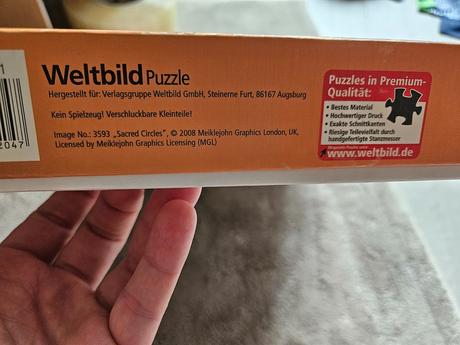 Weltbild Puzzle
Hergestellt für: Verlagsgruppe Weltbild GmbH, Steinerne Furt, 86167 Augsburg
Kein Spielzeug! Verschluckbare Kleinteile!
Image No.: 3593 „Sacred Circles", © 2008 Meiklejohn Graphics London, UK,
Licensed by Meiklejohn Graphics Licensing (MGL)
1
2047
Puzzles in Premium-
Qualität:
• Bestes Material
• Hochwertiger Druck
• Exakte Schnittkanten
• Riesige Teilevielfalt durch
handgefertigte Stanzmesser
www.weltbild.de